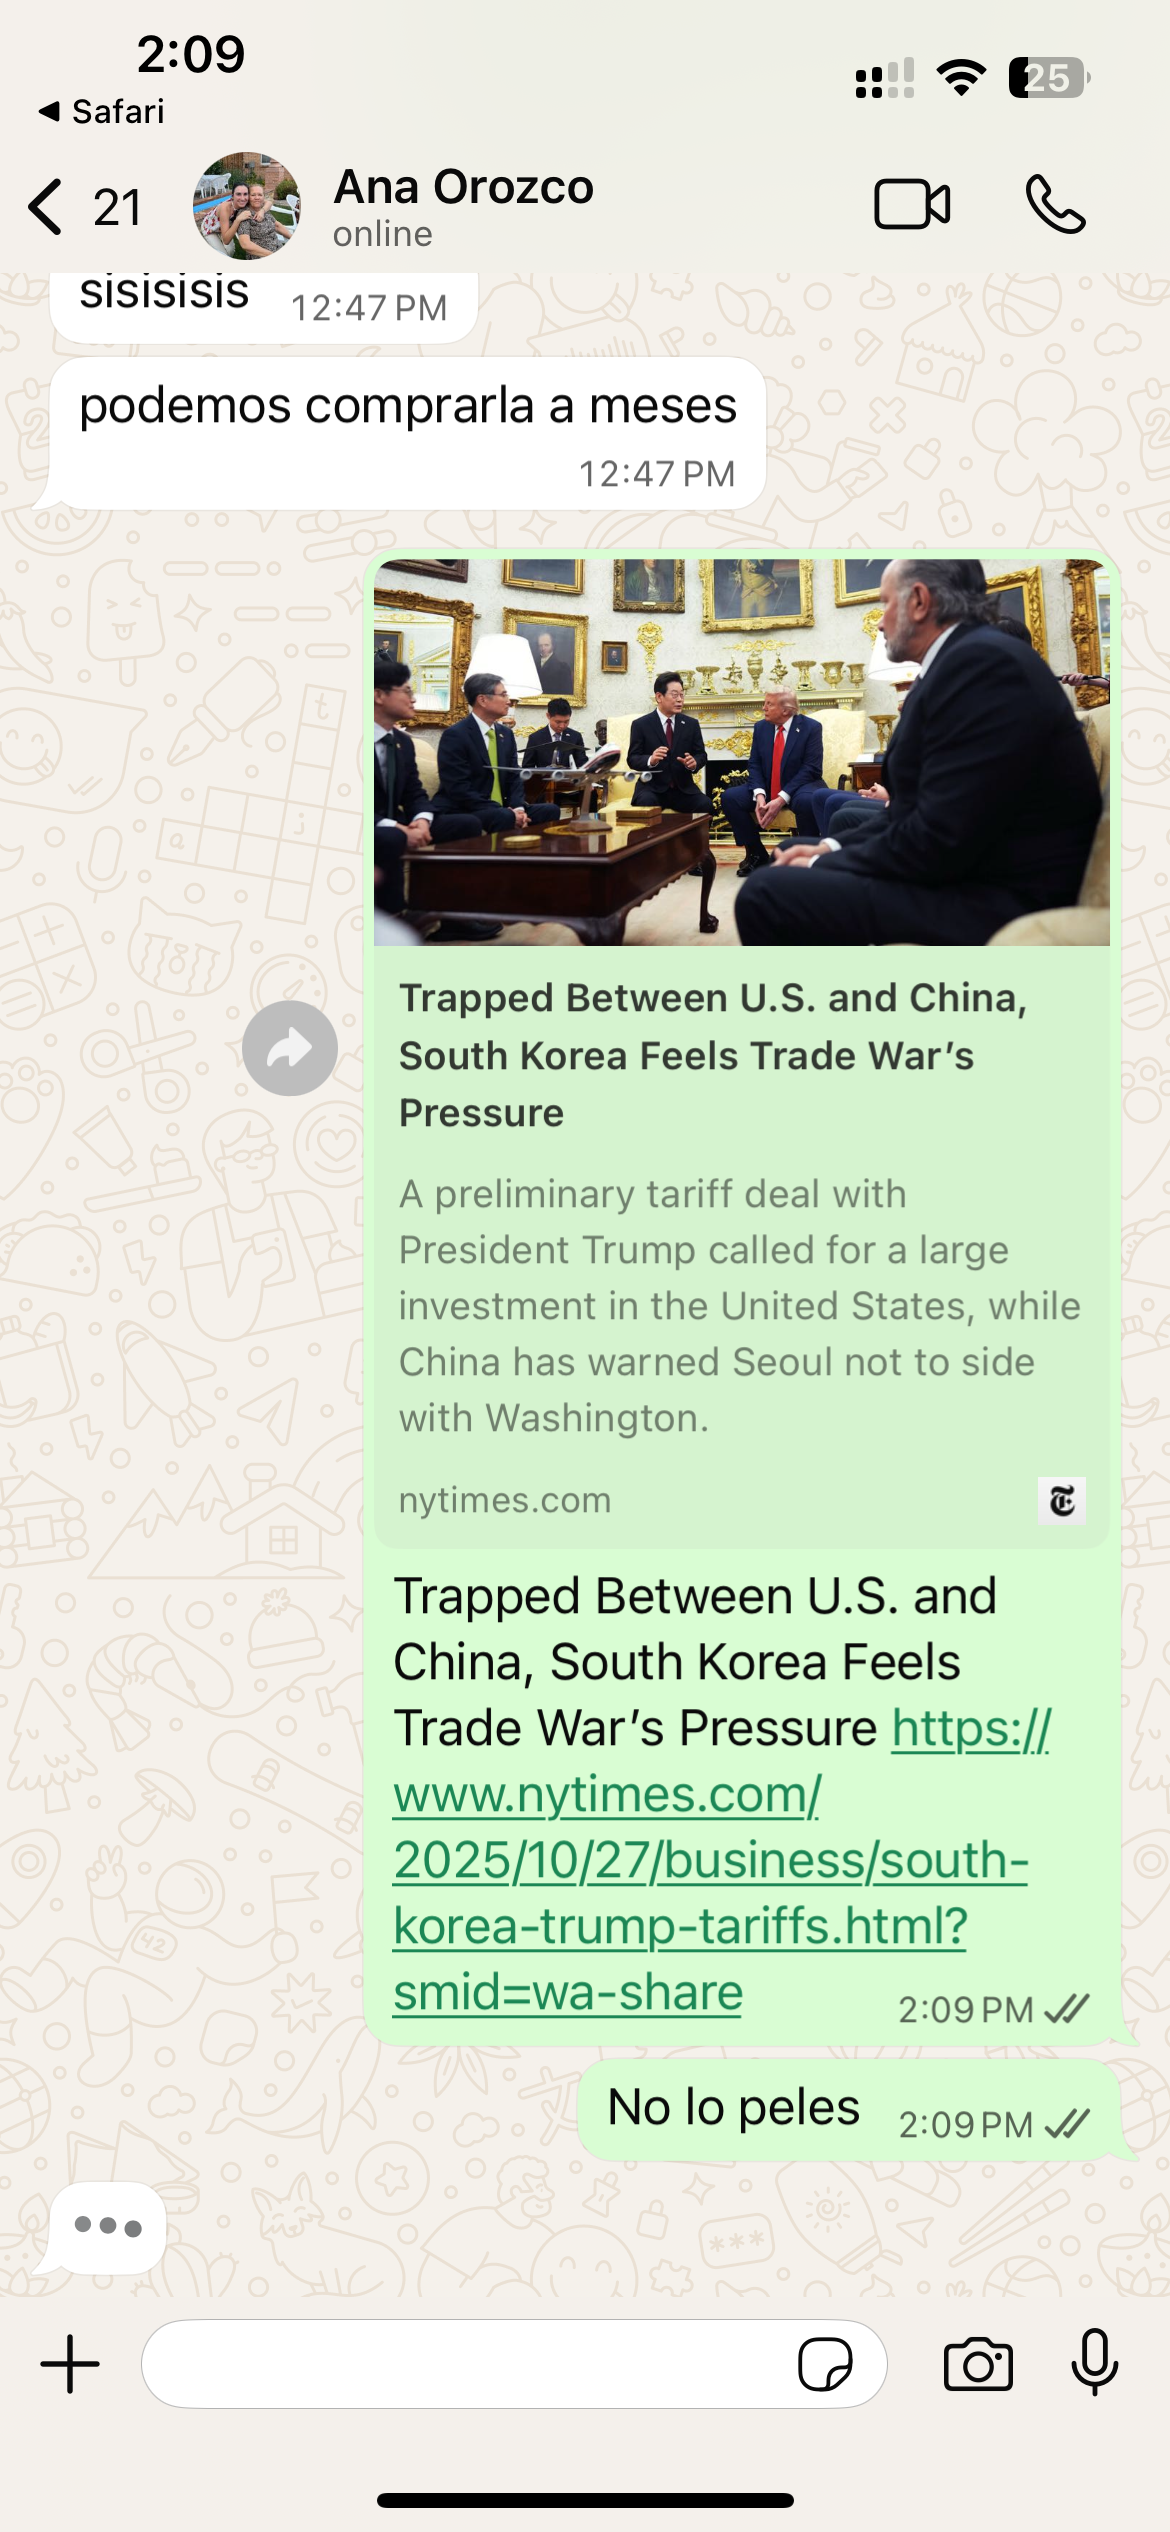 2:09
25
Safari
21
Ana Orozco
online
sisisisis 12:47 PM
podemos comprarla a meses
12:47 PM
Trapped Between U.S. and China,
South Korea Feels Trade War’s
Pressure
A preliminary tariff deal with
President Trump called for a large
investment in the United States, while
China has warned Seoul not to side
with Washington.
nytimes.com
Trapped Between U.S. and
China, South Korea Feels
Trade War’s Pressure https://
www.nytimes.com/
2025/10/27/business/south-
korea-trump-tariffs.html?
smid=wa-share 2:09 PM
No lo peles 2:09 PM